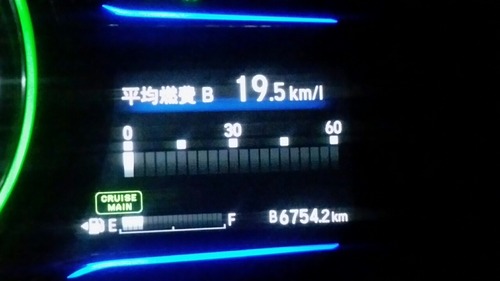 平均燃費 B 19.5 km/l
0 30 60
CRUISE
MAIN
E F B 6754.2 km